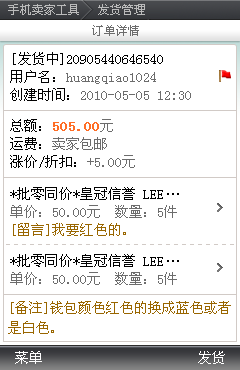 手机卖家工具 发货管理
订单详情
[发货中]20905440646540
用户名：huangqiao1024
创建时间：2010-05-05 12:30
总额：505.00元
运费：卖家包邮
涨价/折扣：+5.00元
*批零同价*皇冠信誉 LEE…
单价：50.00元 数量：5件
[留言]我要红色的。
*批零同价*皇冠信誉 LEE…
单价：50.00元 数量：5件
[备注]钱包颜色红色的换成蓝色或者
是白色。
菜单 发货